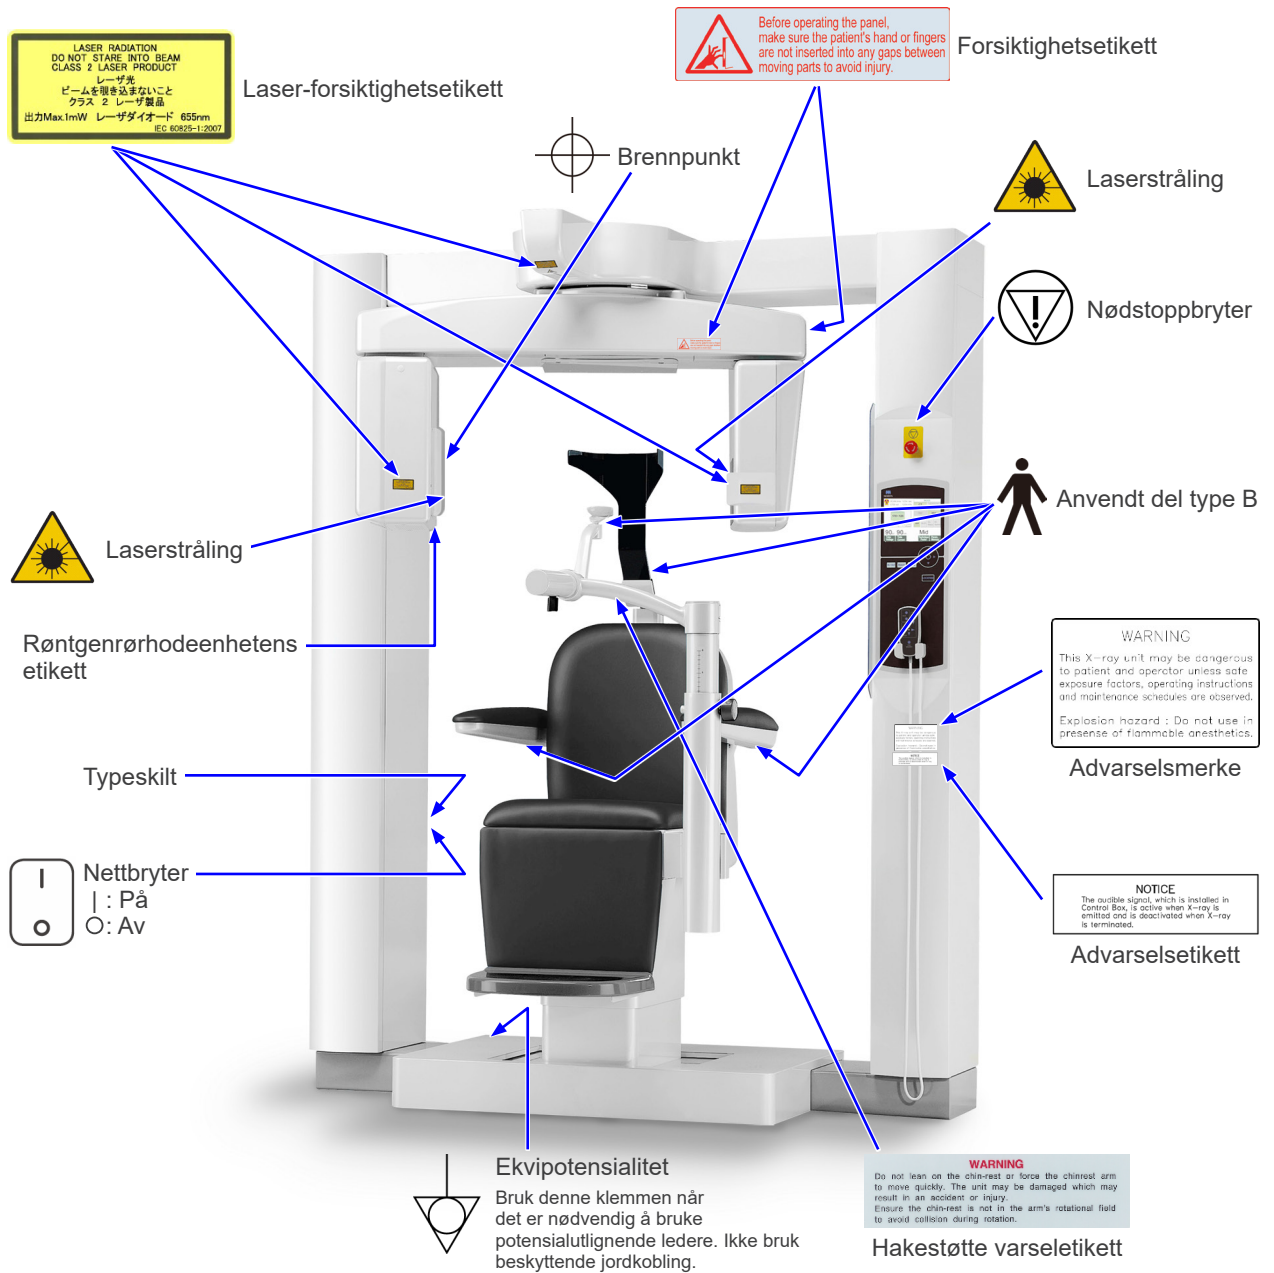 LASER RADIATION
DO NOT STARE INTO BEAM
CLASS 2 LASER PRODUCT
レーザ光
ビームを覗き込まないこと
クラス 2 レーザ製品
出力Max.1mW レーザダイオード 655nm
IEC 60825-1:2007
Laser-forsiktighetsetikett
Before operating the panel,
make sure the patient's hand or fingers
are not inserted into any gaps between
moving parts to avoid injury.
Forsiktighetsetikett
Brennpunkt
Laserstråling
Nødstoppbryter
Anvendt del type B
Laserstråling
Røntgenrørhodeenhetens
etikett
WARNING
This X-ray unit may be dangerous
to patient and operator unless safe
exposure factors, operating instructions
and maintenance schedules are observed.
Explosion hazard : Do not use in
presence of flammable anesthetics.
Advarselsmerke
Typeskilt
Nettbryter
| : På
O: Av
NOTICE
The audible signal, which is installed in
Control Box, is active when X-ray is
emitted and is deactivated when X-ray
is terminated.
Advarselsetikett
Ekvipotensialitet
Bruk denne klemmen når
det er nødvendig å bruke
potensialutlignende ledere. Ikke bruk
beskyttende jordkobling.
WARNING
Do not lean on the chin-rest or force the chinrest arm
to move quickly. The unit may be damaged which may
result in an accident or injury.
Ensure the chin-rest is not in the arm's rotational field
to avoid collision during rotation.
Hakestøtte varseletikett